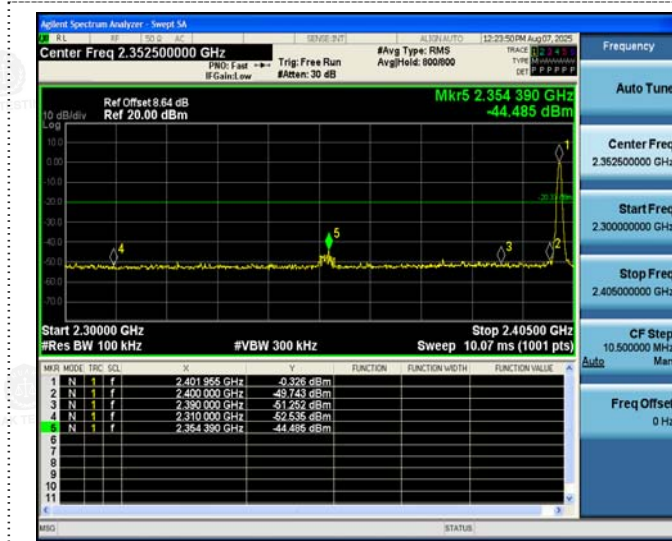 Agilent Spectrum Analyzer - Swept SA
RL RF 50 Ω AC SENSE:INT ALIGN AUTO 12:23:50 PM Aug 07, 2025
Center Freq 2.352500000 GHz
PNO: Fast
IFGain:Low
Trig: Free Run
#Atten: 30 dB
#Avg Type: RMS
Avg|Hold: 800/800
TRACE 1 2 3 4 5 6
TYPE
DET P P P P P P
Mkr5 2.354 390 GHz
-44.485 dBm
Ref Offset 8.64 dB
10 dB/div Ref 20.00 dBm
Log
10.0
0.00
-10.0
-20.0
-30.0
-40.0
-50.0
-60.0
-70.0
1
2
3
4
5
Start 2.30000 GHz Stop 2.40500 GHz
#Res BW 100 kHz #VBW 300 kHz Sweep 10.07 ms (1001 pts)
MKR MODE TRC SCL X Y FUNCTION FUNCTION WIDTH FUNCTION VALUE
1 N 1 f 2.401 955 GHz -0.326 dBm
2 N 1 f 2.400 000 GHz -49.743 dBm
3 N 1 f 2.390 000 GHz -51.252 dBm
4 N 1 f 2.310 000 GHz -52.535 dBm
5 N 1 f 2.354 390 GHz -44.485 dBm
6
7
8
9
10
11
MSG STATUS
Frequency
Auto Tune
Center Freq
2.352500000 GHz
Start Freq
2.300000000 GHz
Stop Freq
2.405000000 GHz
CF Step
10.500000 MHz
Auto Man
Freq Offset
0 Hz